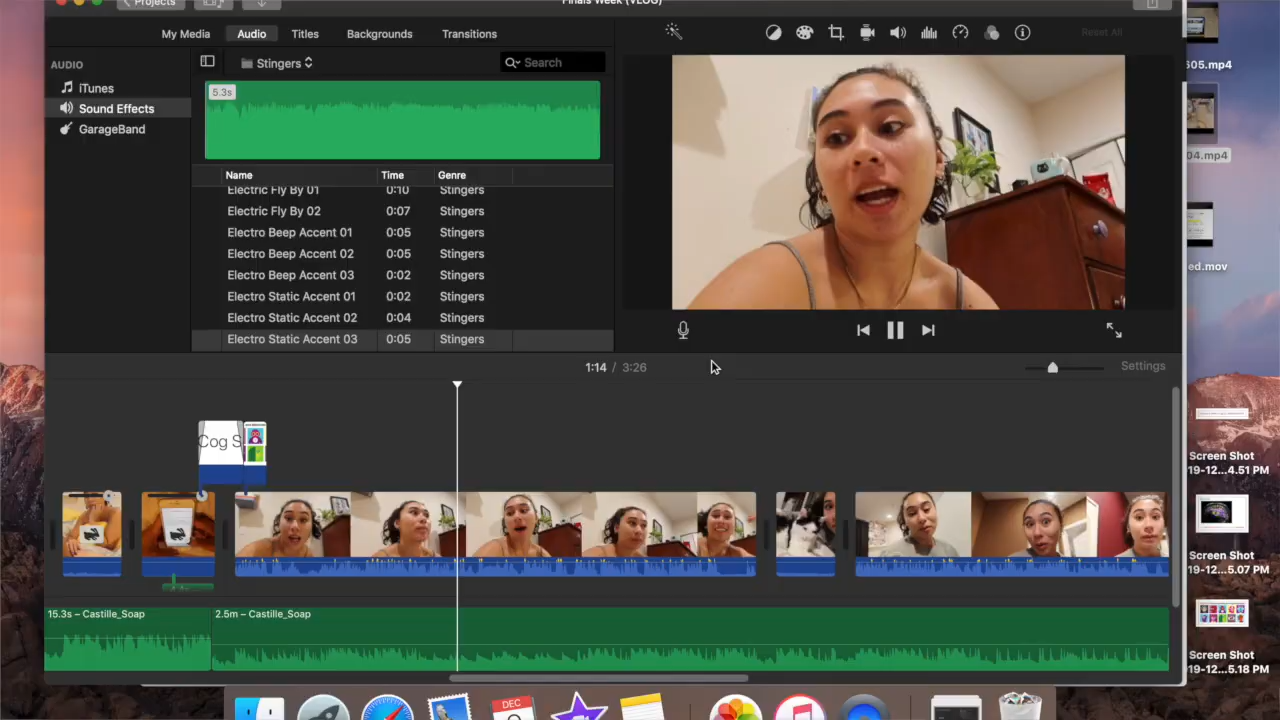 Projects
Finals Week (VLOG)
My Media Audio Titles Backgrounds Transitions
Reset All
AUDIO
iTunes
Sound Effects
GarageBand
Stingers
Search
5.3s
Name Time Genre
Electric Fly By 01 0:10 Stingers
Electric Fly By 02 0:07 Stingers
Electro Beep Accent 01 0:05 Stingers
Electro Beep Accent 02 0:05 Stingers
Electro Beep Accent 03 0:02 Stingers
Electro Static Accent 01 0:02 Stingers
Electro Static Accent 02 0:04 Stingers
Electro Static Accent 03 0:05 Stingers
1:14 / 3:26
Settings
Cog S
15.3s – Castille_Soap
2.5m – Castille_Soap
605.mp4
04.mp4
ed.mov
Screen Shot
19-12...4.51 PM
Screen Shot
19-12...5.07 PM
Screen Shot
19-12...5.18 PM
DEC